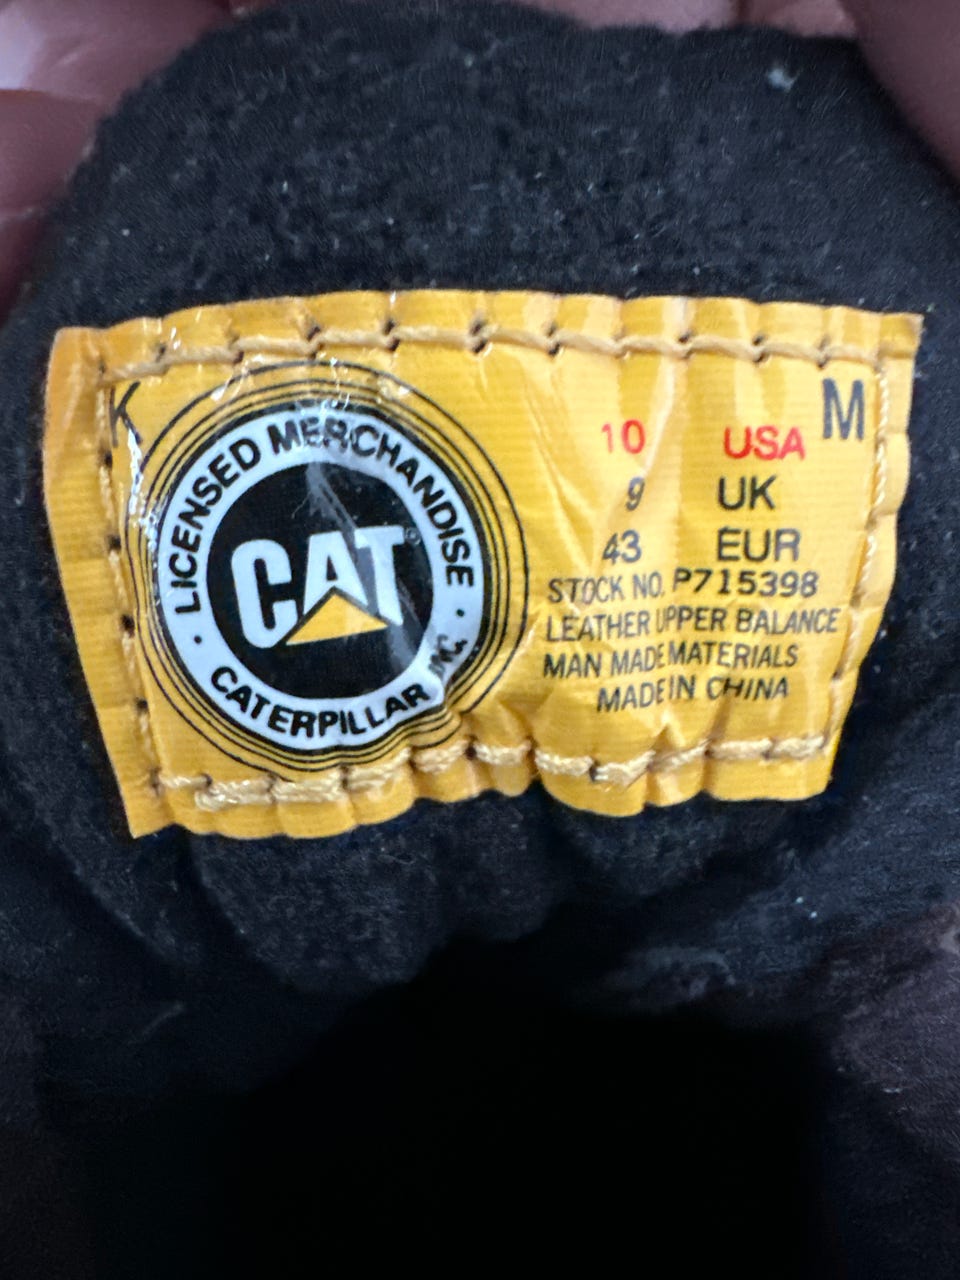 K
LICENSED MERCHANDISE
CAT®
CATERPILLAR INC.
M
10 USA
9 UK
43 EUR
STOCK NO. P715398
LEATHER UPPER BALANCE
MAN MADE MATERIALS
MADE IN CHINA